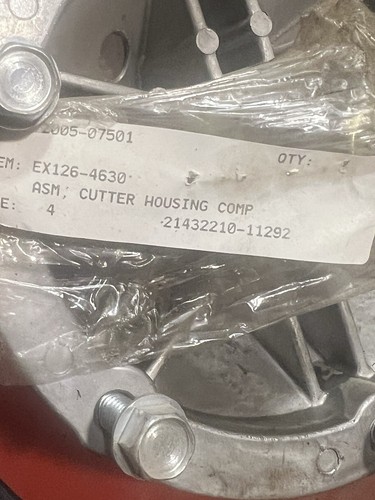 2005-07501
QTY:
EM: EX126-4630
ASM, CUTTER HOUSING COMP
E: 4 21432210-11292